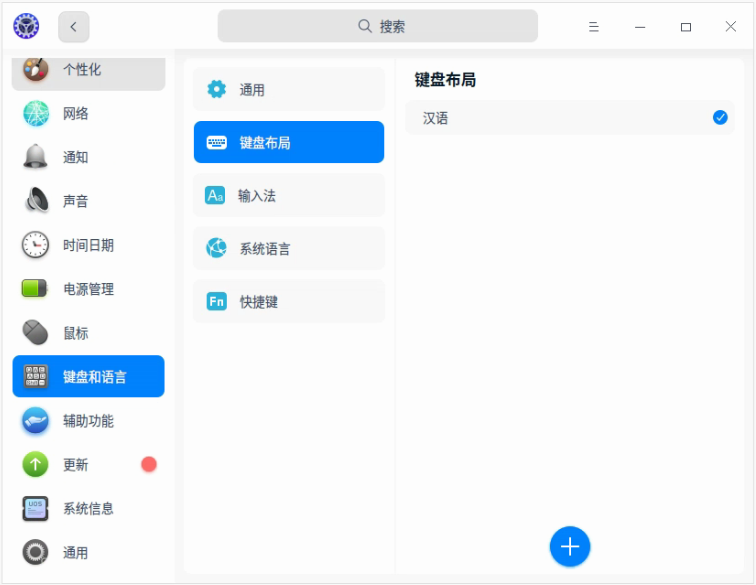 搜索
个性化
网络
通知
声音
时间日期
电源管理
鼠标
键盘和语言
辅助功能
更新
系统信息
通用
通用
键盘布局
Aa 输入法
系统语言
Fn 快捷键
键盘布局
汉语